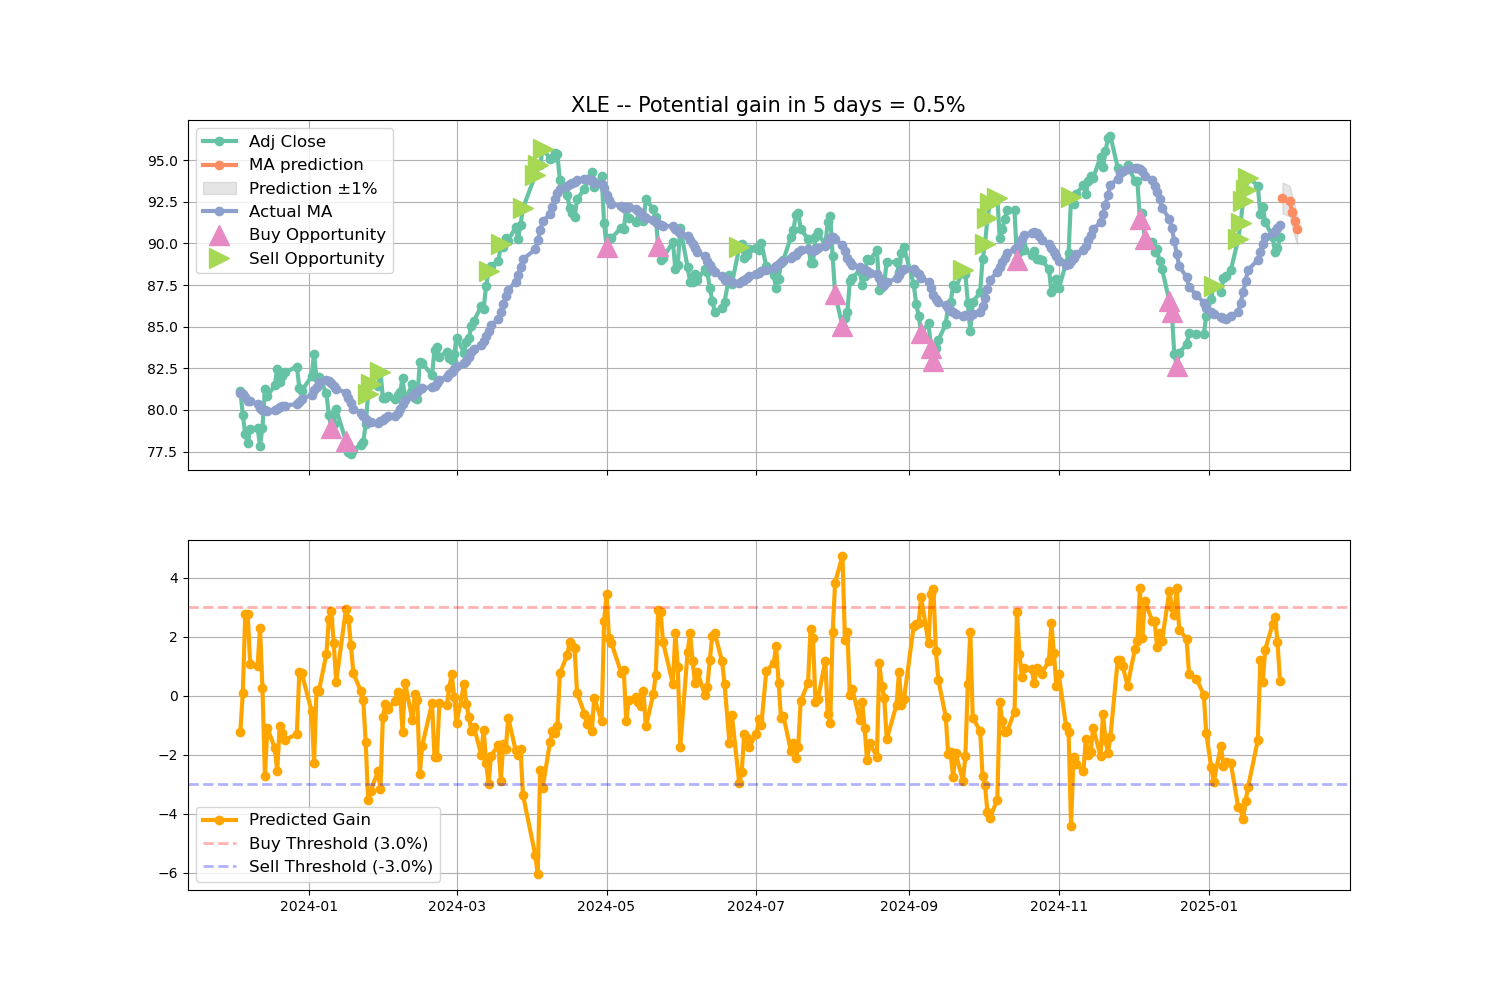 XLE -- Potential gain in 5 days = 0.5%
Adj Close
MA prediction
Prediction ±1%
Actual MA
Buy Opportunity
Sell Opportunity
95.0
92.5
90.0
87.5
85.0
82.5
80.0
77.5
4
2
0
−2
−4
−6
Predicted Gain
Buy Threshold (3.0%)
Sell Threshold (-3.0%)
2024-01
2024-03
2024-05
2024-07
2024-09
2024-11
2025-01